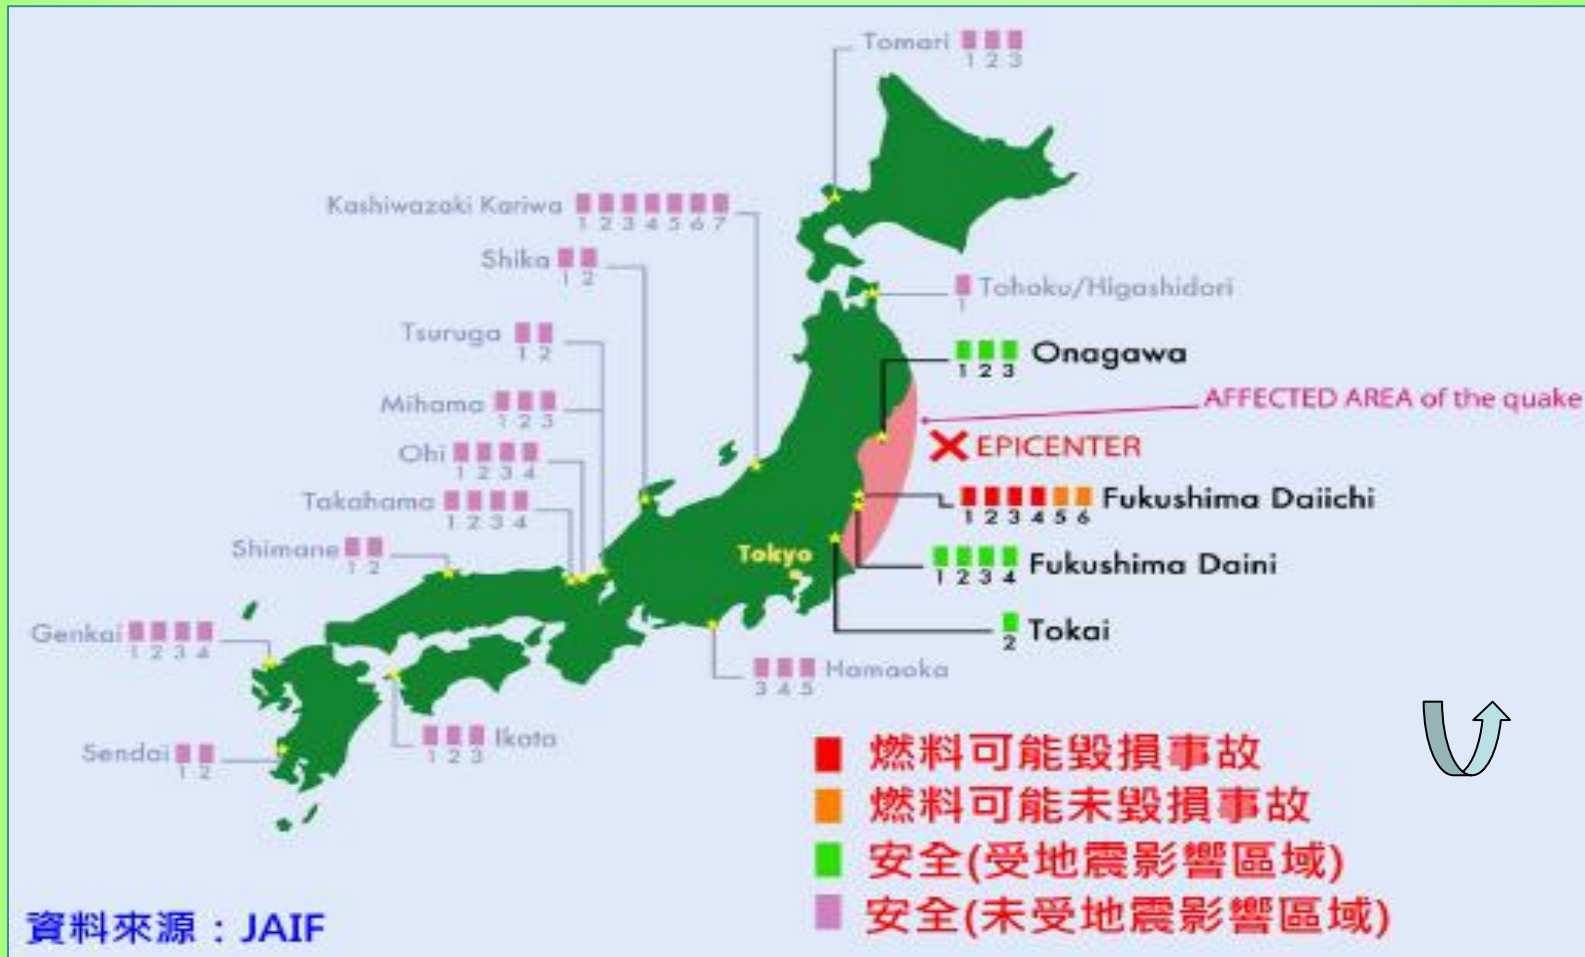 Tomari
1 2 3
Kashiwazaki Kariwa
1 2 3 4 5 6 7
Shika
1 2
Tohoku/Higashidori
1
Tsuruga
1 2
Onagawa
1 2 3
Mihama
1 2 3
AFFECTED AREA of the quake
EPICENTER
Ohi
1 2 3 4
Takahama
1 2 3 4
Fukushima Daiichi
1 2 3 4 5 6
Shimane
1 2
Tokyo
Fukushima Daini
1 2 3 4
Genkai
1 2 3 4
Tokai
2
Hamaoka
3 4 5
Ikata
1 2 3
Sendai
1 2
燃料可能毀損事故
燃料可能未毀損事故
安全(受地震影響區域)
安全(未受地震影響區域)
資料來源：JAIF